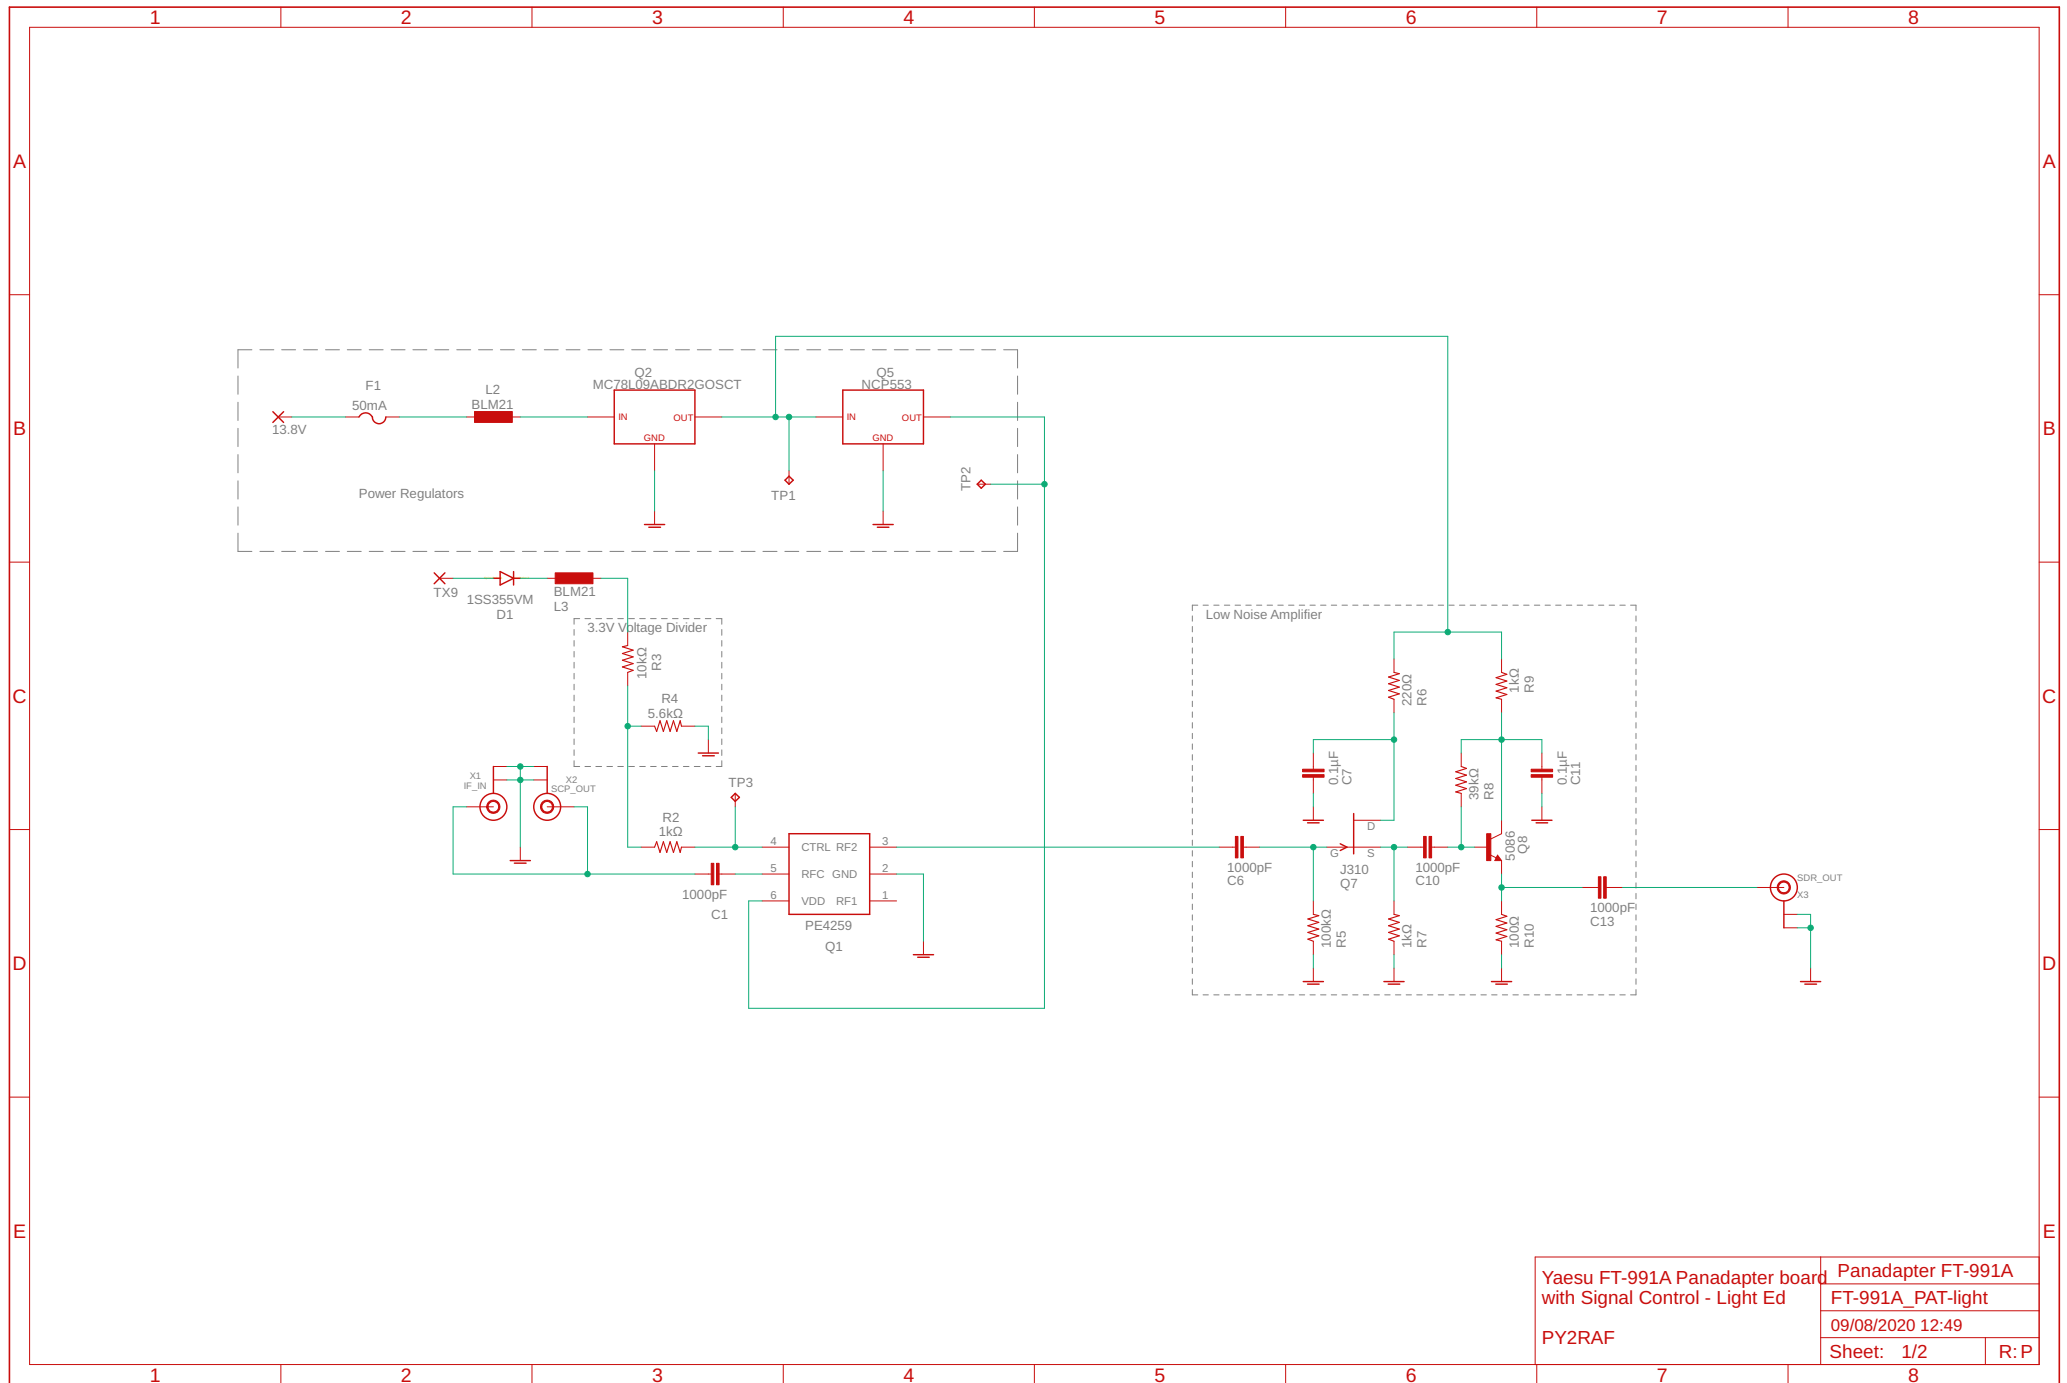 1 2 3 4 5 6 7 8
A A
B B
C C
D D
E E
F1
50mA
13.8V
L2
BLM21
Q2
MC78L09ABDR2GOSCT
IN OUT
GND
Q5
NCP553
IN OUT
GND
TP1
TP2
Power Regulators
TX9
1SS355VM
D1
BLM21
L3
3.3V Voltage Divider
10kΩ
R3
R4
5.6kΩ
X1
IF_IN
X2
SCP_OUT
TP3
R2
1kΩ
1000pF
C1
4 CTRL RF2 3
5 RFC GND 2
6 VDD RF1 1
PE4259
Q1
Low Noise Amplifier
220Ω
R6
1kΩ
R9
0.1µF
C7
39kΩ
R8
0.1µF
C11
1000pF
C6
D
G S
J310
Q7
1000pF
C10
5086
Q8
100kΩ
R5
1kΩ
R7
100Ω
R10
1000pF
C13
SDR_OUT
X3
Yaesu FT-991A Panadapter board
with Signal Control - Light Ed
PY2RAF
Panadapter FT-991A
FT-991A_PAT-light
09/08/2020 12:49
Sheet: 1/2 R:P
1 2 3 4 5 6 7 8